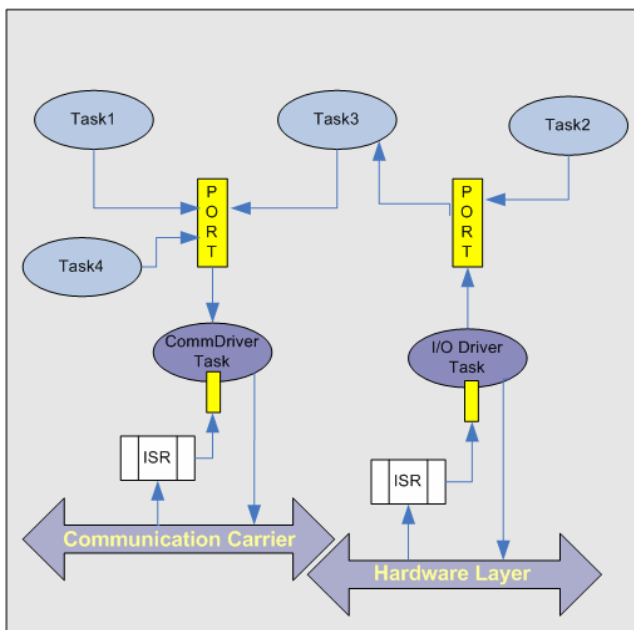 Task1
Task3
Task2
P
O
R
T
P
O
R
T
Task4
CommDriver
Task
I/O Driver
Task
ISR
ISR
Communication Carrier
Hardware Layer